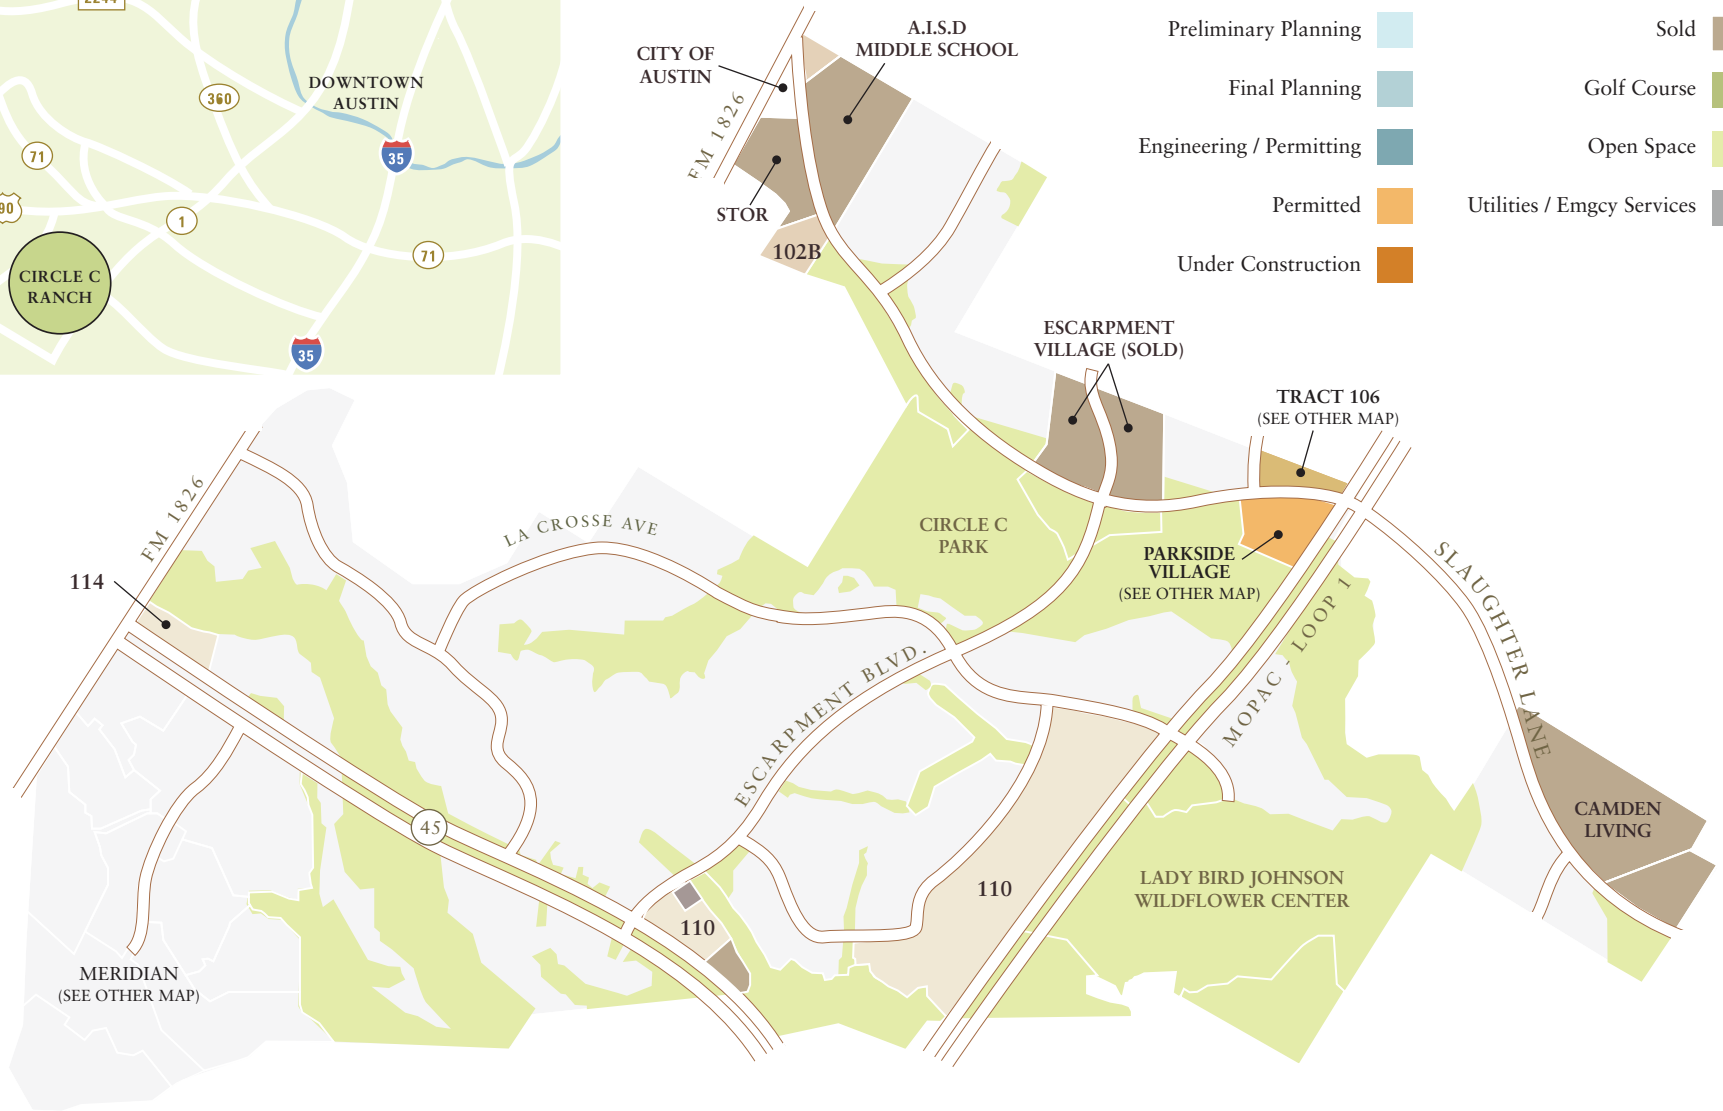 2244
360
DOWNTOWN
AUSTIN
35
71
90
1
71
CIRCLE C
RANCH
35
CITY OF
AUSTIN
A.I.S.D
MIDDLE SCHOOL
FM 1826
STOR
102B
Preliminary Planning
Final Planning
Engineering / Permitting
Permitted
Under Construction
Sold
Golf Course
Open Space
Utilities / Emgcy Services
ESCARPMENT
VILLAGE (SOLD)
TRACT 106
(SEE OTHER MAP)
FM 1826
LA CROSSE AVE
CIRCLE C
PARK
PARKSIDE
VILLAGE
(SEE OTHER MAP)
114
SLAUGHTER LANE
MOPAC - LOOP 1
ESCARPMENT BLVD.
45
CAMDEN
LIVING
110
LADY BIRD JOHNSON
WILDFLOWER CENTER
110
MERIDIAN
(SEE OTHER MAP)